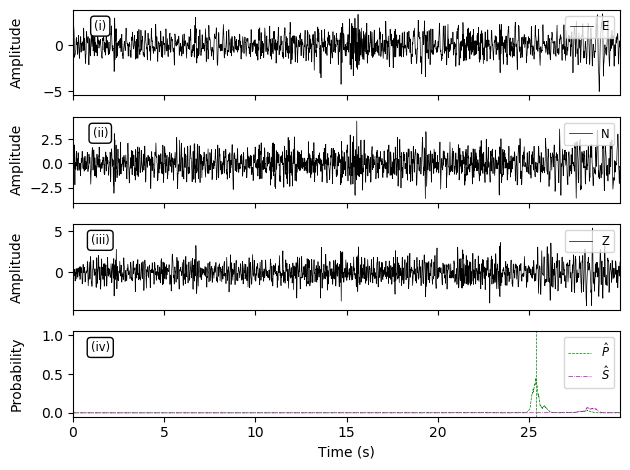 Amplitude
(i)
E
0
−5
Amplitude
(ii)
N
2.5
0.0
−2.5
Amplitude
(iii)
Z
5
0
Probability
(iv)
P̂
Ŝ
1.0
0.5
0.0
0 5 10 15 20 25
Time (s)